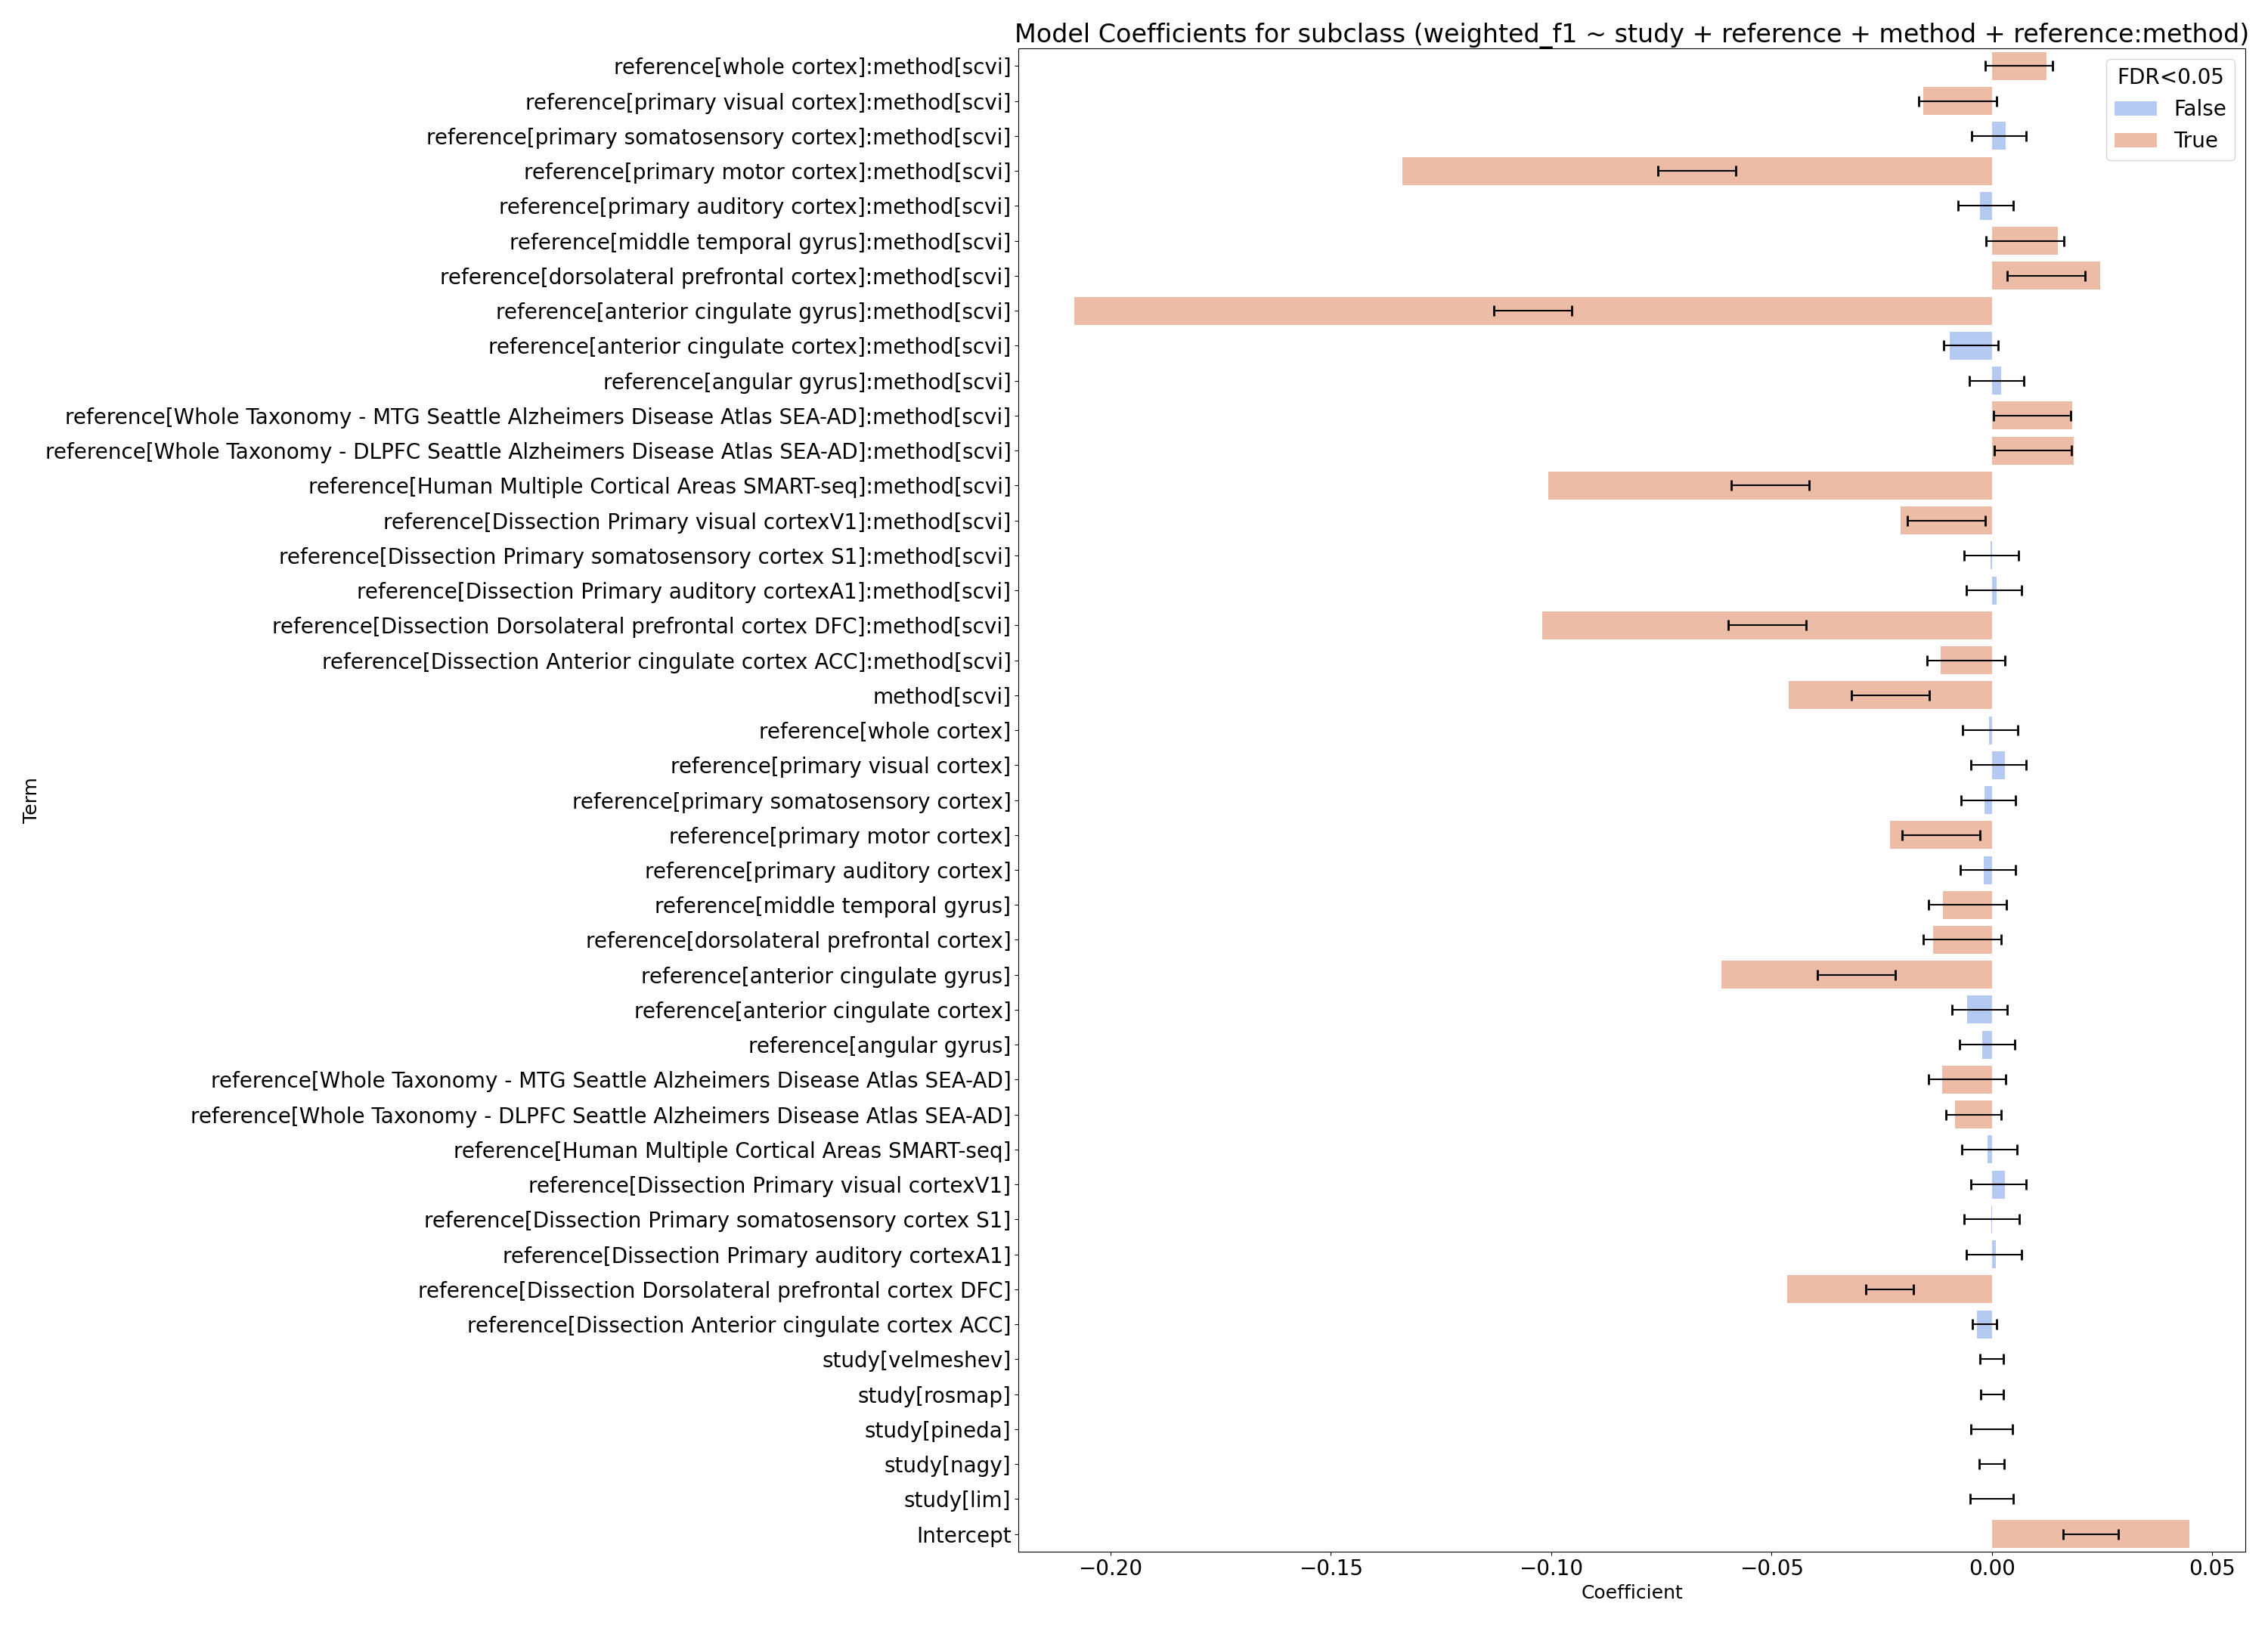 Model Coefficients for subclass (weighted_f1 ~ study + reference + method + reference:method)
reference[whole cortex]:method[scvi]
reference[primary visual cortex]:method[scvi]
reference[primary somatosensory cortex]:method[scvi]
reference[primary motor cortex]:method[scvi]
reference[primary auditory cortex]:method[scvi]
reference[middle temporal gyrus]:method[scvi]
reference[dorsolateral prefrontal cortex]:method[scvi]
reference[anterior cingulate gyrus]:method[scvi]
reference[anterior cingulate cortex]:method[scvi]
reference[angular gyrus]:method[scvi]
reference[Whole Taxonomy - MTG Seattle Alzheimers Disease Atlas SEA-AD]:method[scvi]
reference[Whole Taxonomy - DLPFC Seattle Alzheimers Disease Atlas SEA-AD]:method[scvi]
reference[Human Multiple Cortical Areas SMART-seq]:method[scvi]
reference[Dissection Primary visual cortexV1]:method[scvi]
reference[Dissection Primary somatosensory cortex S1]:method[scvi]
reference[Dissection Primary auditory cortexA1]:method[scvi]
reference[Dissection Dorsolateral prefrontal cortex DFC]:method[scvi]
reference[Dissection Anterior cingulate cortex ACC]:method[scvi]
method[scvi]
reference[whole cortex]
reference[primary visual cortex]
reference[primary somatosensory cortex]
reference[primary motor cortex]
reference[primary auditory cortex]
reference[middle temporal gyrus]
reference[dorsolateral prefrontal cortex]
reference[anterior cingulate gyrus]
reference[anterior cingulate cortex]
reference[angular gyrus]
reference[Whole Taxonomy - MTG Seattle Alzheimers Disease Atlas SEA-AD]
reference[Whole Taxonomy - DLPFC Seattle Alzheimers Disease Atlas SEA-AD]
reference[Human Multiple Cortical Areas SMART-seq]
reference[Dissection Primary visual cortexV1]
reference[Dissection Primary somatosensory cortex S1]
reference[Dissection Primary auditory cortexA1]
reference[Dissection Dorsolateral prefrontal cortex DFC]
reference[Dissection Anterior cingulate cortex ACC]
study[velmeshev]
study[rosmap]
study[pineda]
study[nagy]
study[lim]
Intercept
Term
FDR<0.05
False
True
−0.20 −0.15 −0.10 −0.05 0.00 0.05
Coefficient